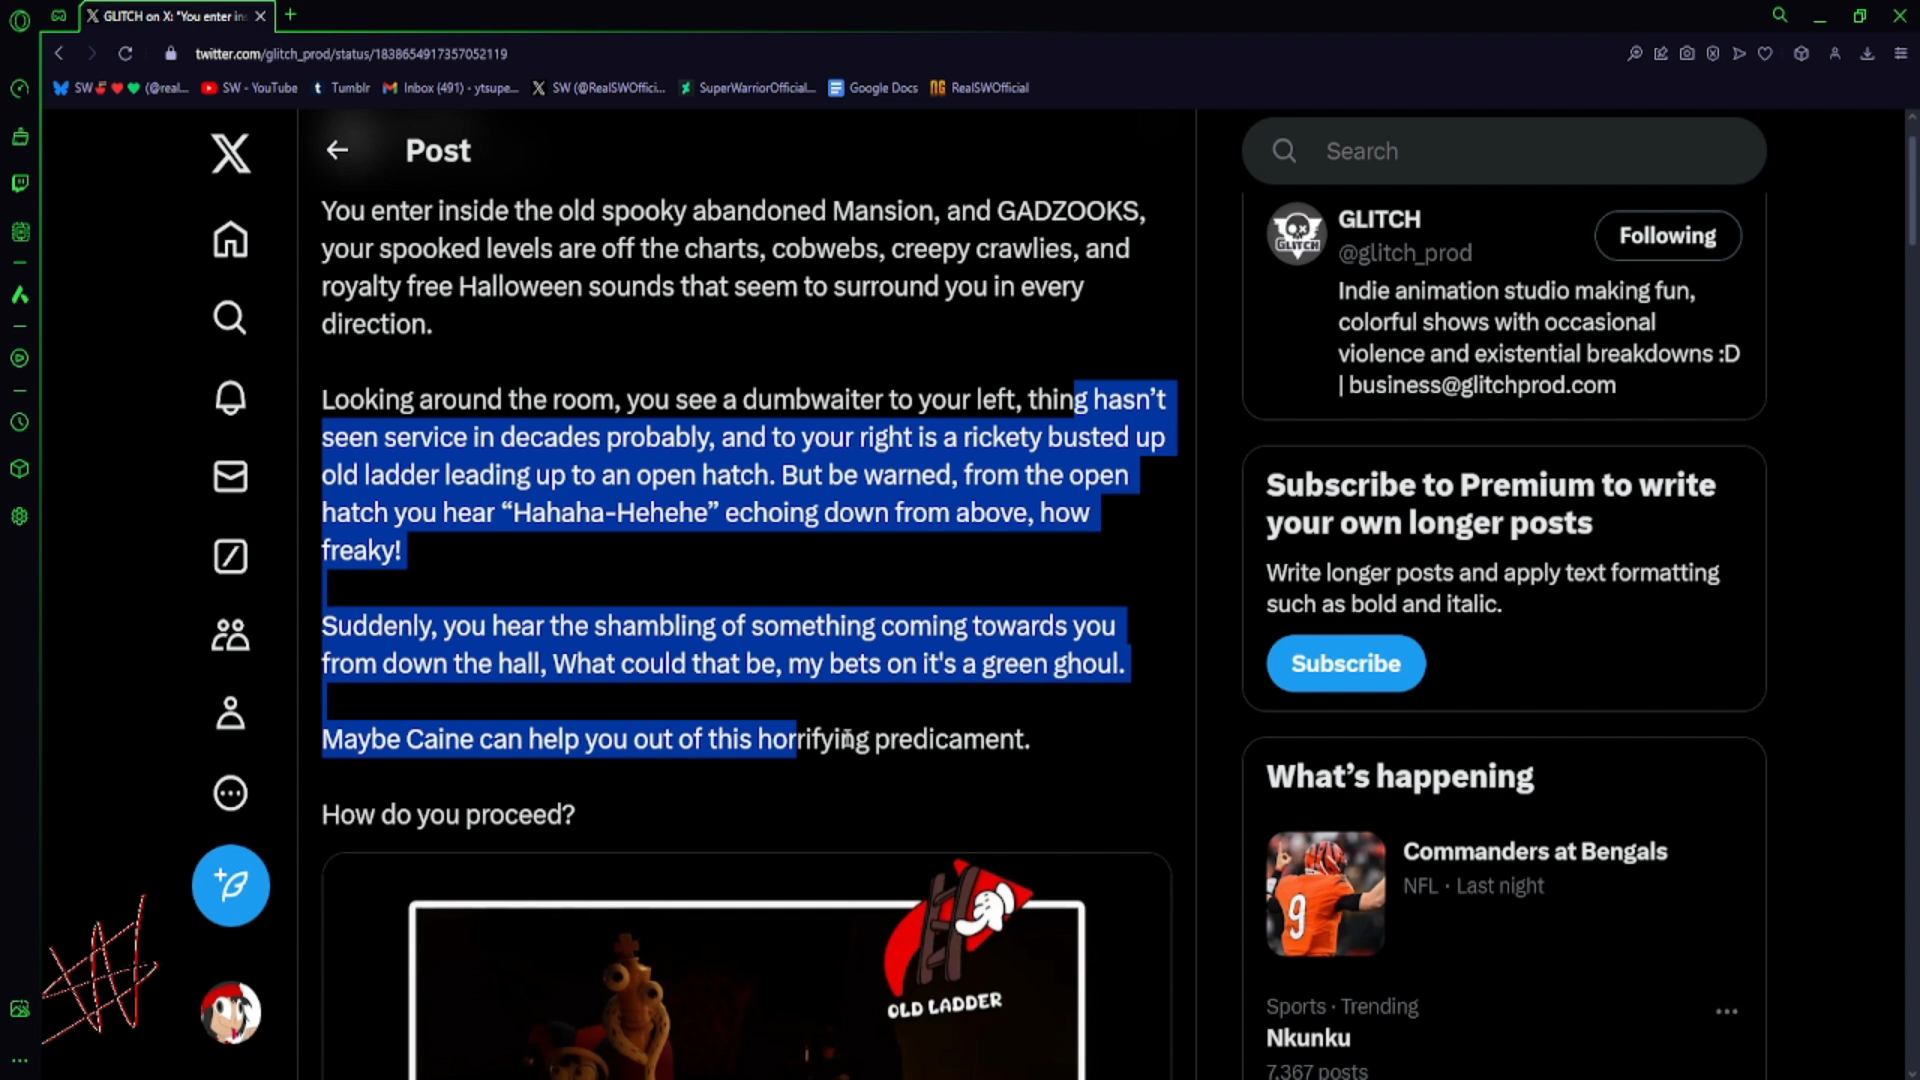 GLITCH on X: "You enter in
twitter.com/glitch_prod/status/1838654917357052119
SW (@real...
SW - YouTube
Tumblr
Inbox (491) - ytsupe...
SW (@RealSWOffici...
SuperWarriorOfficial...
Google Docs
RealSWOfficial
Post
You enter inside the old spooky abandoned Mansion, and GADZOOKS,
your spooked levels are off the charts, cobwebs, creepy crawlies, and
royalty free Halloween sounds that seem to surround you in every
direction.
Looking around the room, you see a dumbwaiter to your left, thing hasn’t
seen service in decades probably, and to your right is a rickety busted up
old ladder leading up to an open hatch. But be warned, from the open
hatch you hear “Hahaha-Hehehe” echoing down from above, how
freaky!
Suddenly, you hear the shambling of something coming towards you
from down the hall, What could that be, my bets on it's a green ghoul.
Maybe Caine can help you out of this horrifying predicament.
How do you proceed?
OLD LADDER
Search
GLITCH
@glitch_prod
Following
Indie animation studio making fun,
colorful shows with occasional
violence and existential breakdowns :D
| business@glitchprod.com
Subscribe to Premium to write
your own longer posts
Write longer posts and apply text formatting
such as bold and italic.
Subscribe
What’s happening
Commanders at Bengals
NFL · Last night
9
Sports · Trending
Nkunku
7,367 posts